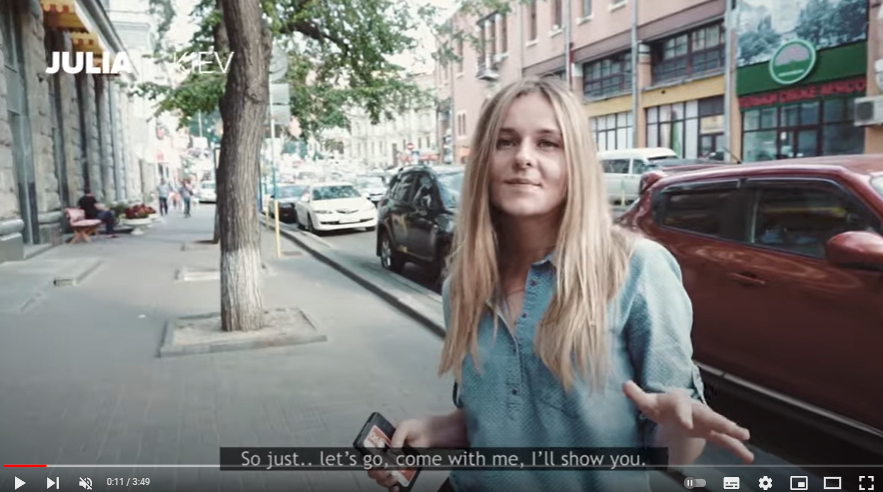 JULIA
KIEV
So just.. let's go, come with me, I'll show you.
0:11 / 3:49